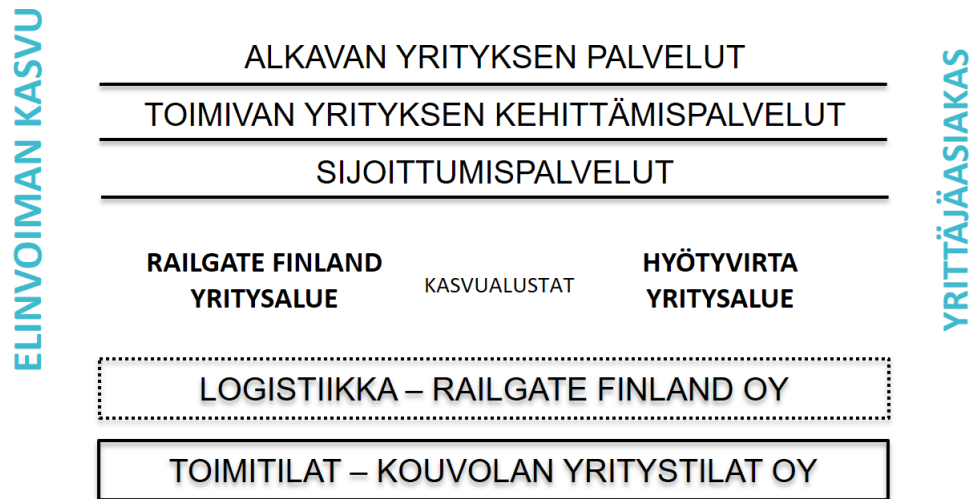 ELINVOIMAN KASVU
ALKAVAN YRITYKSEN PALVELUT
TOIMIVAN YRITYKSEN KEHITTÄMISPALVELUT
SIJOITTUMISPALVELUT
RAILGATE FINLAND
YRITYSALUE
KASVUALUSTAT
HYÖTYVIRTA
YRITYSALUE
LOGISTIIKKA – RAILGATE FINLAND OY
TOIMITILAT – KOUVOLAN YRITYSTILAT OY
YRITTÄJÄASIAKAS